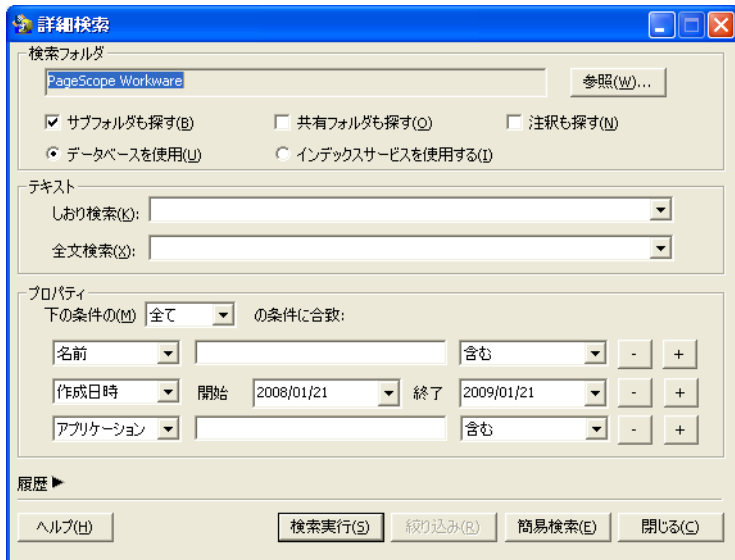 詳細検索
検索フォルダ
PageScope Workware 参照(W)...
サブフォルダも探す(B) 共有フォルダも探す(O) 注釈も探す(N)
データベースを使用(U) インデックスサービスを使用する(I)
テキスト
しおり検索(K):
全文検索(X):
プロパティ
下の条件の(M) 全て の条件に合致:
名前 含む - +
作成日時 開始 2008/01/21 終了 2009/01/21 - +
アプリケーション 含む - +
履歴
ヘルプ(H) 検索実行(S) 絞り込み(R) 簡易検索(E) 閉じる(C)